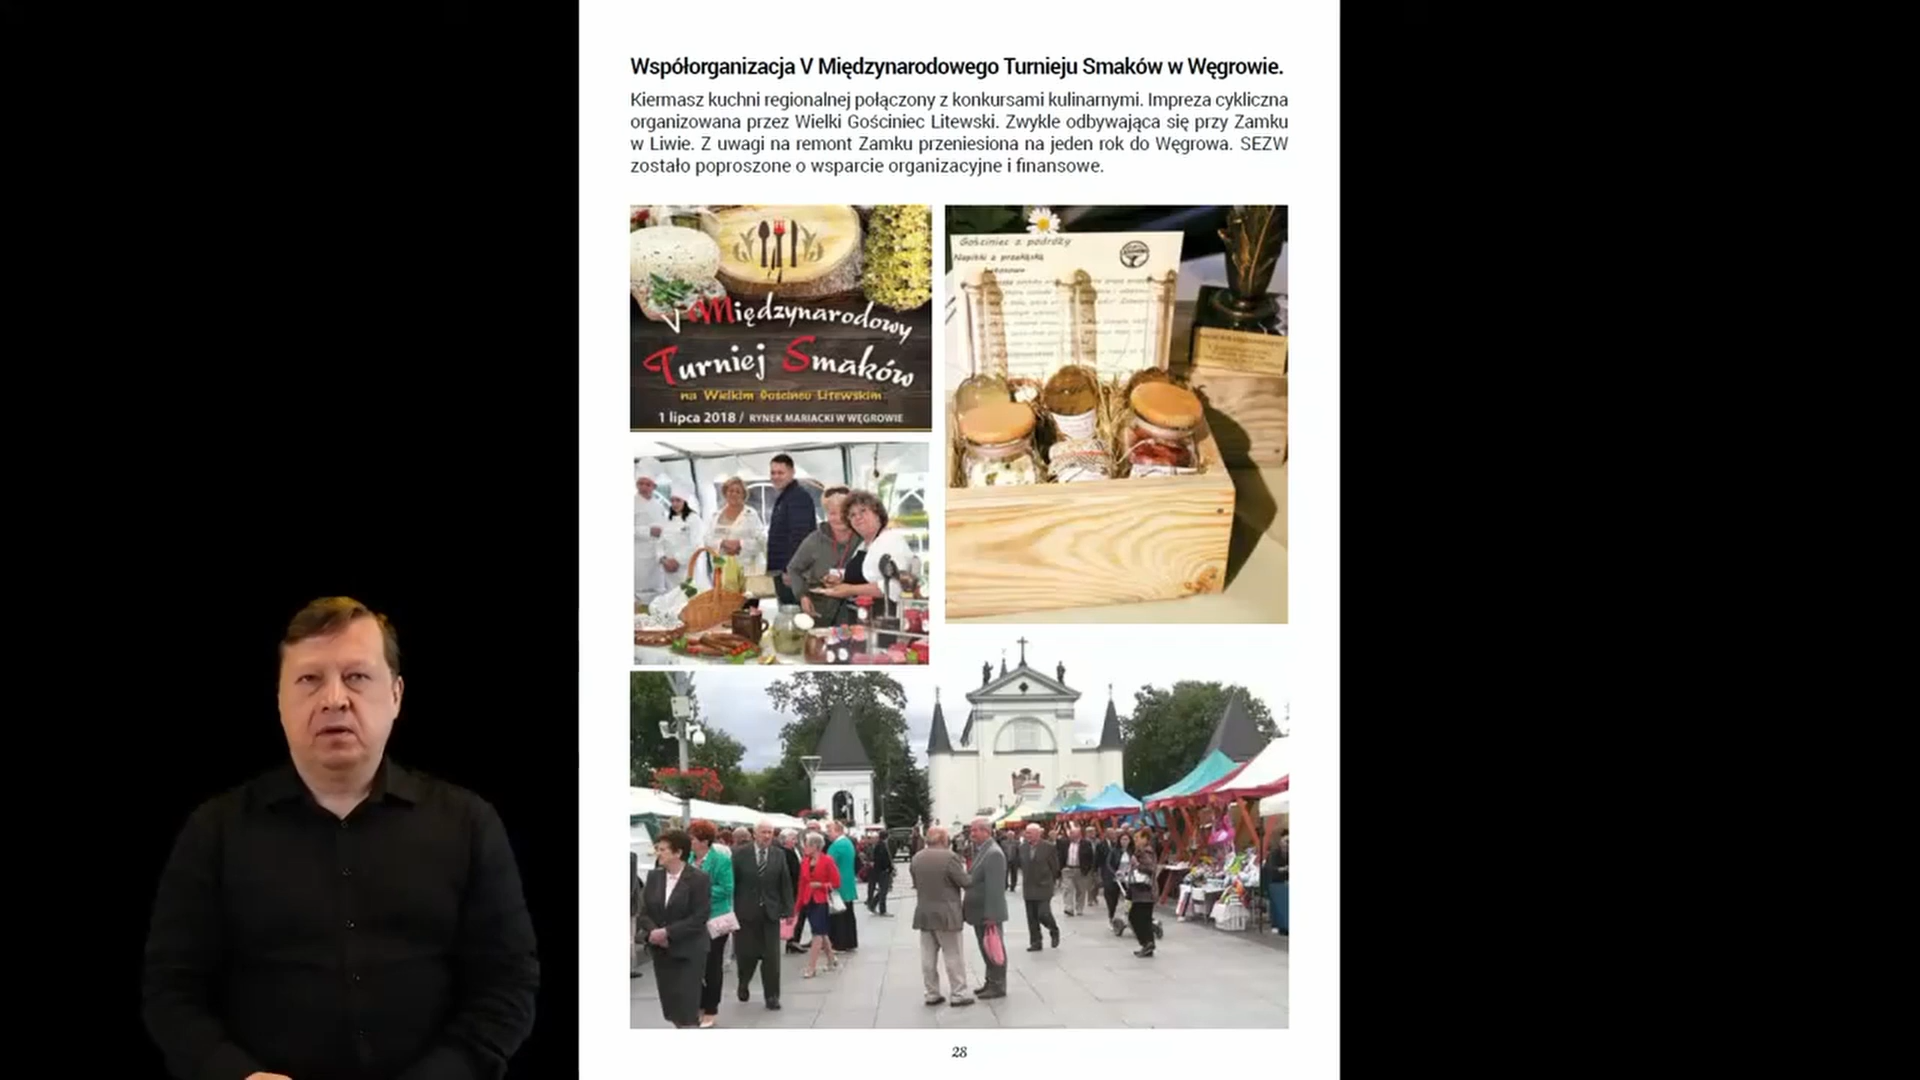 Współorganizacja V Międzynarodowego Turnieju Smaków w Węgrowie.
Kiermasz kuchni regionalnej połączony z konkursami kulinarnymi. Impreza cykliczna
organizowana przez Wielki Gościniec Litewski. Zwykle odbywająca się przy Zamku
w Liwie. Z uwagi na remont Zamku przeniesiona na jeden rok do Węgrowa. SEZW
zostało poproszone o wsparcie organizacyjne i finansowe.
V Międzynarodowy
Turniej Smaków
na Wielkim Gościńcu Litewskim
1 lipca 2018 / RYNEK MARIACKI W WĘGROWIE
Gościniec z podróży
Napitki z przekąską
28